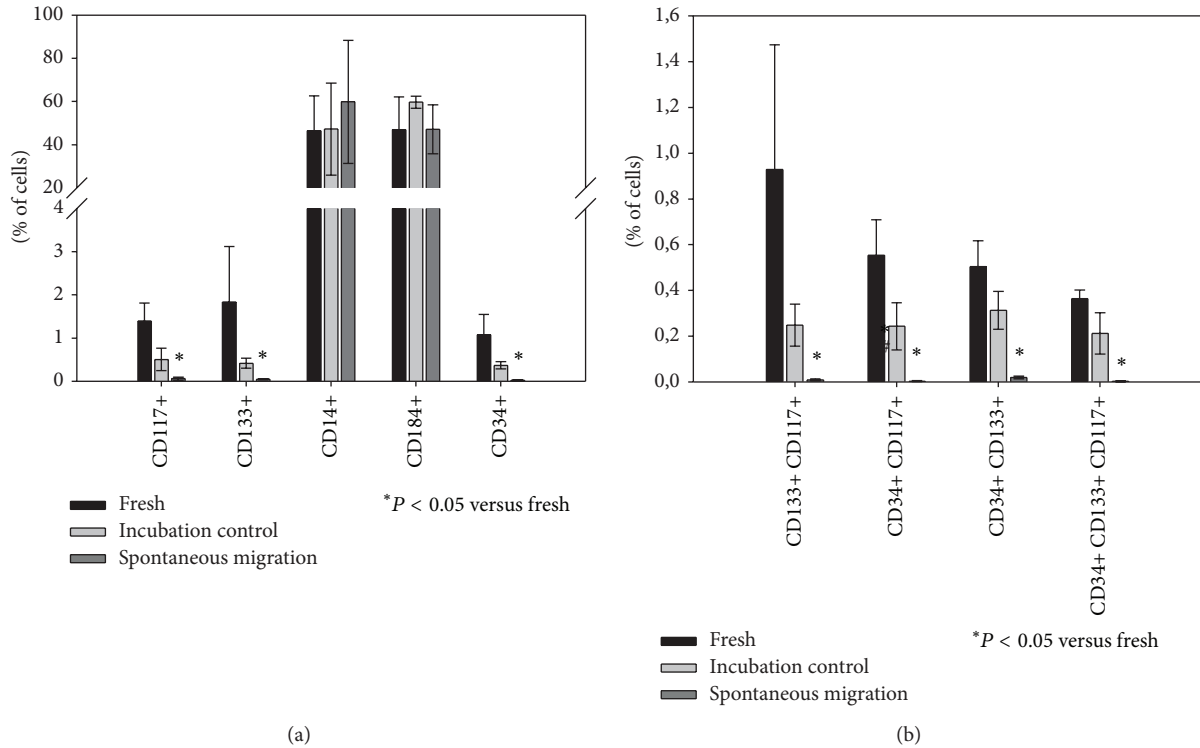 100
80
60
40
20
4
3
2
1
0
(% of cells)
CD117+
CD133+
CD14+
CD184+
CD34+
Fresh
Incubation control
Spontaneous migration
*P < 0.05 versus fresh
(a)
1,6
1,4
1,2
1,0
0,8
0,6
0,4
0,2
0,0
(% of cells)
*
*
*
*
*
*
*
*
#
CD133+ CD117+
CD34+ CD117+
CD34+ CD133+
CD34+ CD133+ CD117+
Fresh
Incubation control
Spontaneous migration
*P < 0.05 versus fresh
(b)